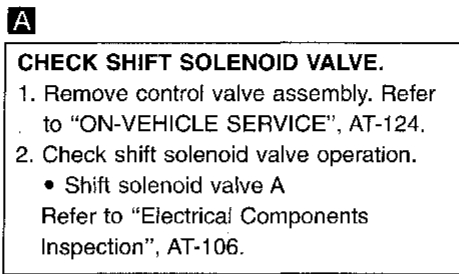 A
CHECK SHIFT SOLENOID VALVE.
1. Remove control valve assembly. Refer
to “ON-VEHICLE SERVICE”, AT-124.
2. Check shift solenoid valve operation.
• Shift solenoid valve A
Refer to “Electrical Components
Inspection”, AT-106.